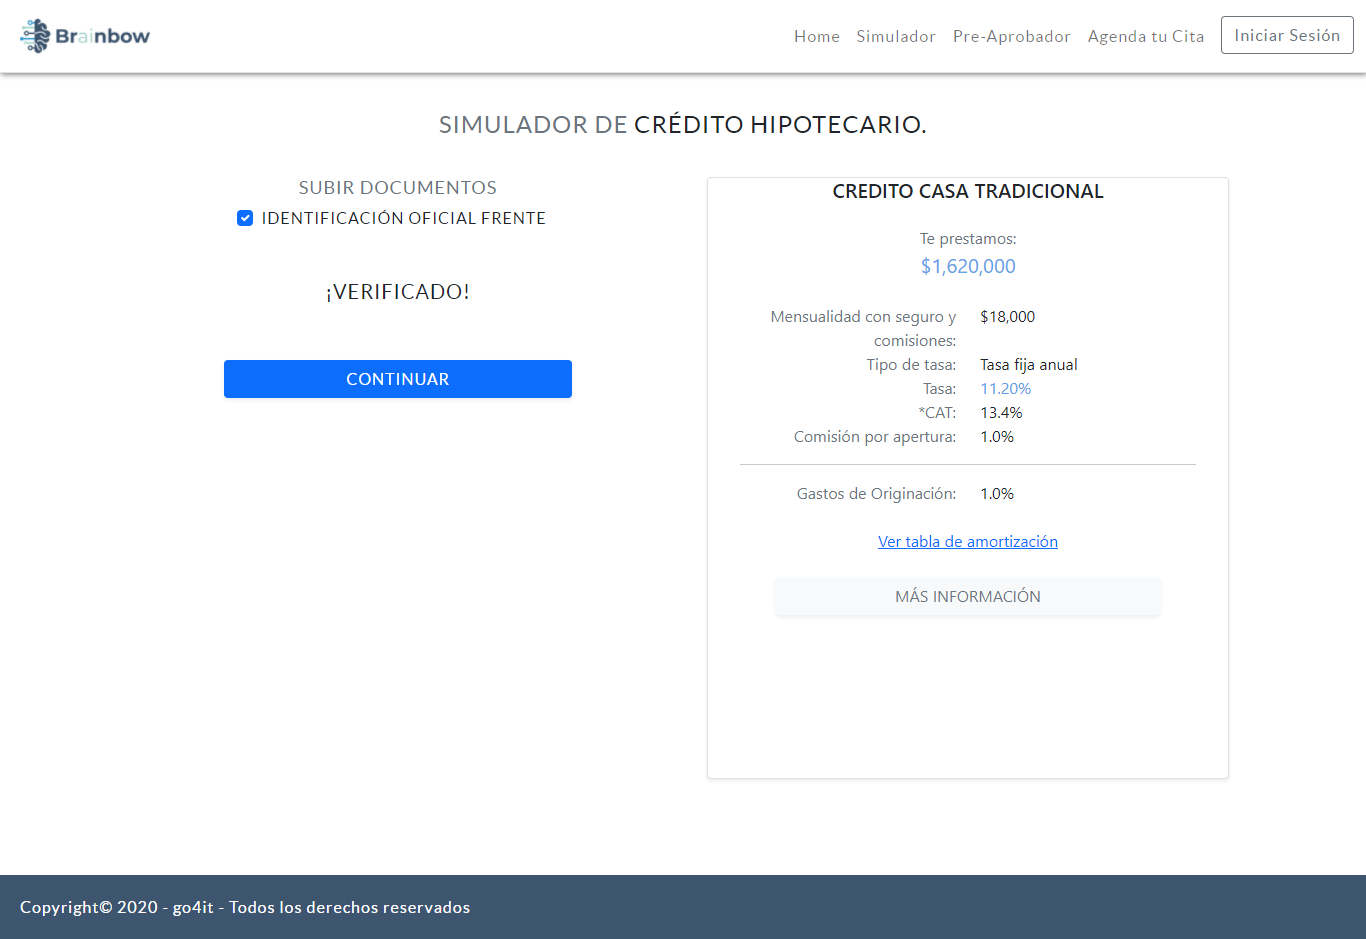 Brainbow
Home Simulador Pre-Aprobador Agenda tu Cita Iniciar Sesión
SIMULADOR DE CRÉDITO HIPOTECARIO.
SUBIR DOCUMENTOS
IDENTIFICACIÓN OFICIAL FRENTE
¡VERIFICADO!
CONTINUAR
CREDITO CASA TRADICIONAL
Te prestamos:
$1,620,000
Mensualidad con seguro y $18,000
comisiones:
Tipo de tasa: Tasa fija anual
Tasa: 11.20%
*CAT: 13.4%
Comisión por apertura: 1.0%
Gastos de Originación: 1.0%
Ver tabla de amortización
MÁS INFORMACIÓN
Copyright© 2020 - go4it - Todos los derechos reservados